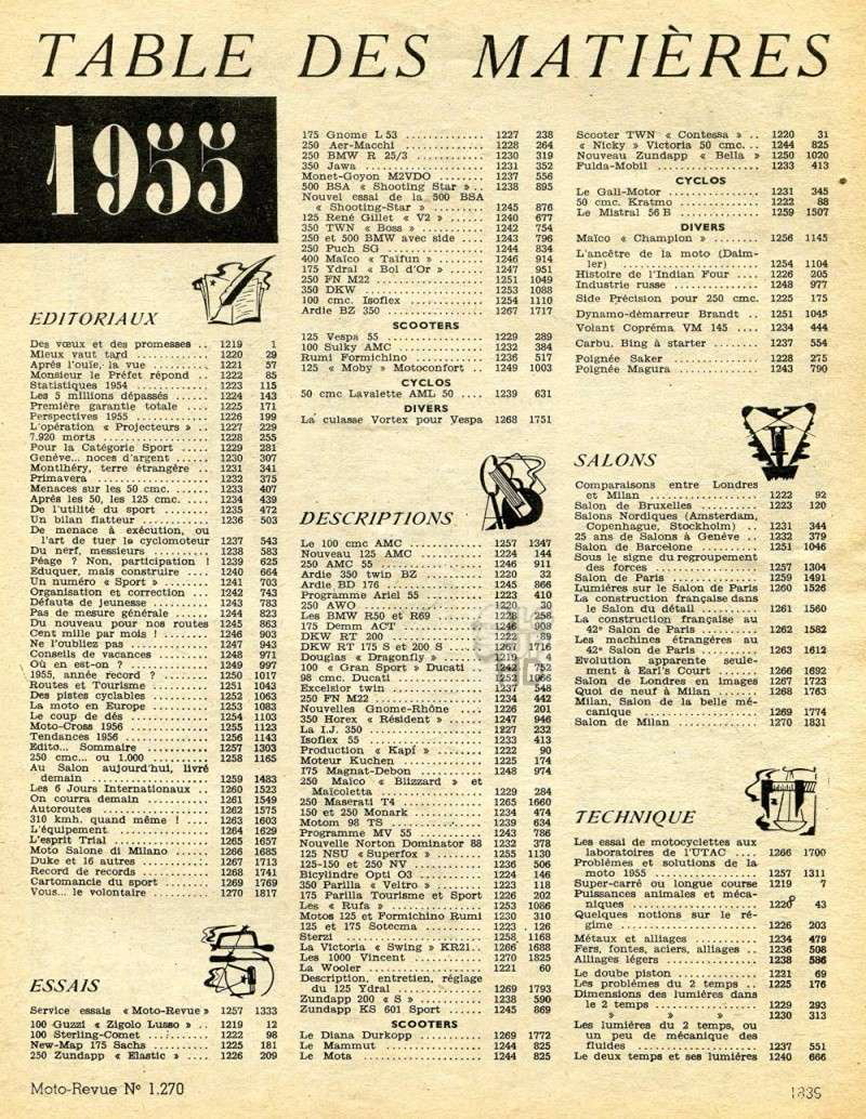 TABLE DES MATIÈRES
1955
EDITORIAUX
Des vœux et des promesses .. 1219 1
Mieux vaut tard ........... 1220 29
Après l'ouïe, la vue ......... 1221 57
Monsieur le Préfet répond .. 1222 85
Statistiques 1954 ............ 1223 115
Les 5 millions dépassés ...... 1224 143
Première garantie totale .... 1225 171
Perspectives 1955 ........... 1226 199
L'opération « Projecteurs » .. 1227 229
7.920 morts ................. 1228 255
Pour la Catégorie Sport ..... 1229 281
Genève... noces d'argent .... 1230 307
Montlhéry, terre étrangère .. 1231 341
Primavera ................... 1232 375
Menaces sur les 50 cmc. ...... 1233 407
Après les 50, les 125 cmc. .... 1234 439
De l'utilité du sport ........ 1235 472
Un bilan flatteur ........... 1236 503
De menace à exécution, ou
l'art de tuer le cyclomoteur 1237 543
Du nerf, messieurs .......... 1238 583
Péage ? Non, participation ! 1239 625
Eduquer, mais construire .... 1240 664
Un numéro « Sport » ........ 1241 703
Organisation et correction .. 1242 743
Défauts de jeunesse ......... 1243 783
Pas de mesure générale ...... 1244 823
Du nouveau pour nos routes 1245 863
Cent mille par mois ! ........ 1246 903
Ne l'oubliez pas ............ 1247 943
Conseils de vacances ........ 1248 971
Où en est-on ? .............. 1249 997
1955, année record ? ......... 1250 1017
Routes et Tourisme .......... 1251 1043
Des pistes cyclables ......... 1252 1063
La moto en Europe .......... 1253 1083
Le coup de dés .............. 1254 1103
Moto-Cross 1956 ............. 1255 1123
Tendances 1956 .............. 1256 1143
Edito... Sommaire ........... 1257 1303
250 cmc... ou 1.000 .......... 1258 1165
Au Salon aujourd'hui, livré
demain ................... 1259 1483
Les 6 Jours Internationaux .. 1260 1523
On courra demain ........... 1261 1549
Autoroutes .................. 1262 1575
310 kmh. quand même ! ...... 1263 1603
L'équipement ................ 1264 1629
L'esprit Trial ............... 1265 1657
Moto Salone di Milano ...... 1266 1685
Duke et 16 autres ........... 1267 1713
Record de records ........... 1268 1741
Cartomancie du sport ....... 1269 1769
Vous... le volontaire ......... 1270 1817
ESSAIS
Service essais « Moto-Revue » 1257 1333
100 Guzzi « Zigolo Lusso » .. 1219 12
100 Sterling-Comet .......... 1222 98
New-Map 175 Sachs ......... 1225 181
250 Zundapp « Elastic » .... 1226 209
175 Gnome L 53 ............. 1227 238
250 Aer-Macchi .............. 1228 264
250 BMW R 25/3 ............. 1230 319
350 Jawa .................... 1231 352
Monet-Goyon M2VDO ....... 1237 556
500 BSA « Shooting Star » .. 1238 895
Nouvel essai de la 500 BSA
« Shooting-Star » ......... 1245 876
125 René Gillet « V2 » ...... 1240 677
350 TWN « Boss » .......... 1242 754
250 et 500 BMW avec side .... 1243 796
250 Puch SG ................. 1244 834
400 Maïco « Taifun » ....... 1246 914
175 Ydral « Bol d'Or » ...... 1247 951
250 FN M22 .................. 1251 1049
350 DKW .................... 1253 1088
100 cmc. Isoflex ............. 1254 1110
Ardie BZ 350 ................ 1267 1717
SCOOTERS
125 Vespa 55 ................. 1229 289
100 Sulky AMC .............. 1232 384
Rumi Formichino ............ 1236 517
125 « Moby » Motoconfort .. 1249 1003
CYCLOS
50 cmc Lavalette AML 50 .... 1239 631
DIVERS
La culasse Vortex pour Vespa 1268 1751
DESCRIPTIONS
Le 100 cmc AMC ............ 1257 1347
Nouveau 125 AMC .......... 1224 144
250 AMC 55 ................. 1246 911
Ardie 350 twin BZ .......... 1220 32
Ardie BD 176 ............... 1245 866
Programme Ariel 55 ........ 1223 410
250 AWO ................... 1220 30
Les BMW R50 et R69 ....... 1228 258
175 Demm ACT ............. 1246 908
DKW RT 200 ............... 1222 89
DKW RT 175 S et 200 S .... 1267 1716
Douglas « Dragonfly » ......
100 « Gran Sport » Ducati .. 1242 752
98 cmc. Ducati .............. 1253 1086
Excelsior twin .............. 1237 548
250 FN M22 ................. 1234 442
Nouvelles Gnome-Rhône .... 1226 201
350 Horex « Résident » ..... 1247 946
La I.J. 350 .................. 1227 232
Isoflex 55 ................... 1233 413
Production « Kapi » ........ 1222 90
Moteur Kuchen ............. 1225 174
175 Magnat-Debon ......... 1248 974
250 Maïco « Blizzard » et
Maïcoletta ................ 1229 284
250 Maserati T4 ............. 1265 1660
150 et 250 Monark .......... 1234 474
Motom 98 TS ............... 1239 634
Programme MV 55 .......... 1243 786
Nouvelle Norton Dominator 88 1232 378
125 NSU « Superfox » ....... 1255 1130
125-150 et 250 NV ........... 1236 506
Bicylindre Opti O3 .......... 1224 146
350 Parilla « Veltro » ....... 1223 118
175 Parilla Tourisme et Sport 1226 202
Les « Rufa » ................ 1253 1086
Motos 125 et Formichino Rumi 1230 310
125 et 175 Sotecma .......... 1223 126
Sterzi ....................... 1258 1168
La Victoria « Swing » KR21.. 1266 1688
Les 1000 Vincent ............ 1270 1825
La Wooler .................. 1221 60
Description, entretien, réglage
du 125 Ydral ............. 1269 1793
Zundapp 200 « S » .......... 1238 590
Zundapp KS 601 Sport ...... 1245 869
SCOOTERS
Le Diana Durkopp .......... 1269 1772
Le Mammut ................ 1244 825
Le Mota .................... 1244 825
Scooter TWN « Contessa » .. 1220 31
« Nicky » Victoria 50 cmc. .. 1244 825
Nouveau Zundapp « Bella » 1250 1020
Fulda-Mobil ................ 1233 413
CYCLOS
Le Gali-Motor .............. 1231 345
50 cmc. Kratmo ............. 1222 88
Le Mistral 56 B ............. 1259 1507
DIVERS
Maïco « Champion » ........ 1256 1145
L'ancêtre de la moto (Daim-
ler) ....................... 1254 1104
Histoire de l'Indian Four .... 1226 205
Industrie russe .............. 1248 977
Side Précision pour 250 cmc. 1225 175
Dynamo-démarreur Brandt .. 1251 1045
Volant Copréma VM 145 .... 1234 444
Carbu. Bing à starter ........ 1237 554
Poignée Saker .............. 1228 275
Poignée Magura ............. 1243 790
SALONS
Comparaisons entre Londres
et Milan .................. 1222 92
Salon de Bruxelles .......... 1223 120
Salons Nordiques (Amsterdam,
Copenhague, Stockholm) .. 1231 344
25 ans de Salons à Genève .. 1232 379
Salon de Barcelone .......... 1251 1046
Sous le signe du regroupement
des forces ................ 1257 1304
Salon de Paris .............. 1259 1491
Lumières sur le Salon de Paris 1260 1526
La construction française dans
le Salon du détail ........ 1261 1560
La construction française au
42e Salon de Paris ........ 1262 1582
Les machines étrangères au
42e Salon de Paris ........ 1263 1612
Evolution apparente seule-
ment à Earl's Court ...... 1266 1692
Salon de Londres en images 1267 1723
Quoi de neuf à Milan ....... 1268 1763
Milan, Salon de la belle mé-
canique ................... 1269 1774
Salon de Milan .............. 1270 1831
TECHNIQUE
Les essai de motocyclettes aux
laboratoires de l'UTAC .... 1266 1700
Problèmes et solutions de la
moto 1955 ................ 1257 1311
Super-carré ou longue course 1219 7
Puissances animales et méca-
niques .................... 1220 43
Quelques notions sur le ré-
gime ...................... 1226 203
Métaux et alliages .......... 1234 479
Fers, fontes, aciers, alliages . 1236 508
Alliages légers .............. 1238 586
Le doube piston ............. 1221 69
Les problèmes du 2 temps .. 1225 176
Dimensions des lumières dans
le 2 temps ................ 1229 293
» » » .... 1230 313
Les lumières du 2 temps, ou
un peu de mécanique des
fluides .................... 1237 551
Le deux temps et ses lumières 1240 666
Moto-Revue N° 1.270
1835